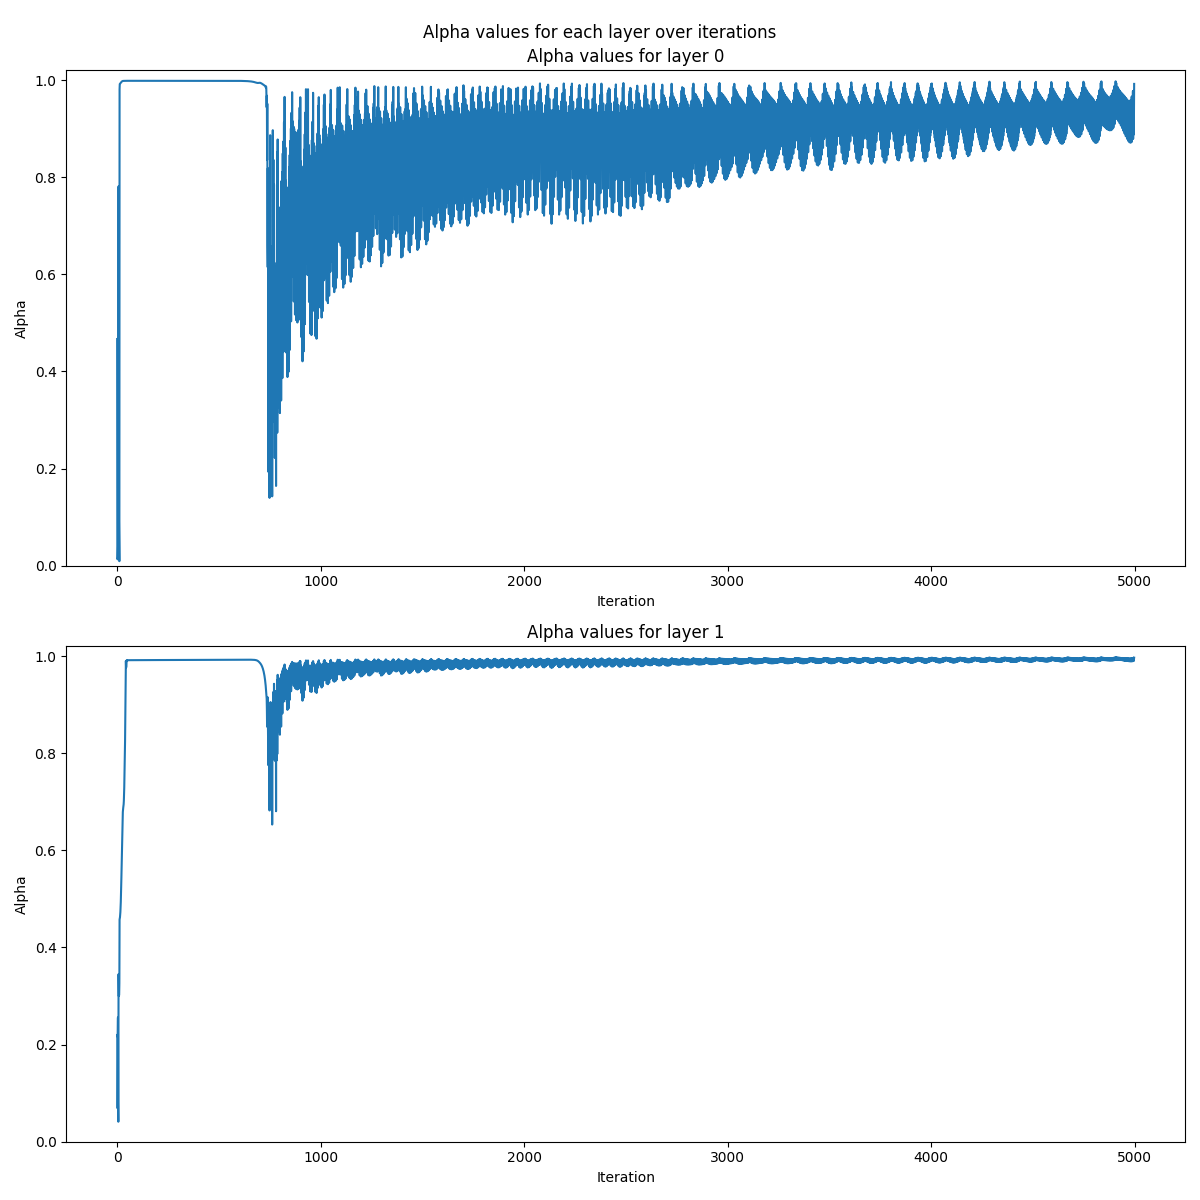 Alpha values for each layer over iterations
Alpha values for layer 0
1.0
0.8
0.6
0.4
0.2
0.0
Alpha
0 1000 2000 3000 4000 5000
Iteration
Alpha values for layer 1
1.0
0.8
0.6
0.4
0.2
0.0
Alpha
0 1000 2000 3000 4000 5000
Iteration